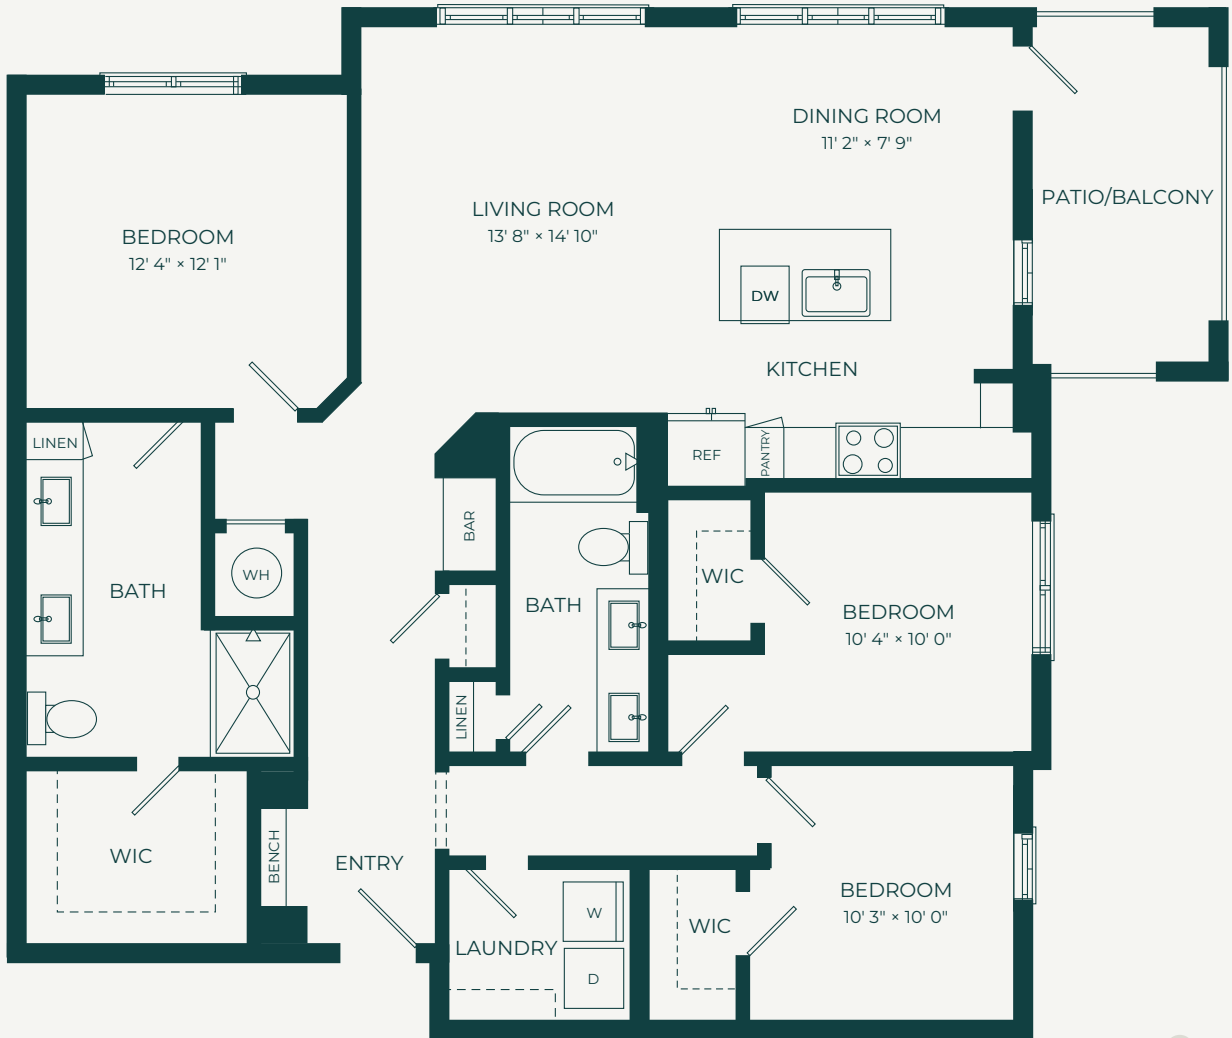 DINING ROOM
11' 2" × 7' 9"
PATIO/BALCONY
LIVING ROOM
13' 8" × 14' 10"
BEDROOM
12' 4" × 12' 1"
DW
KITCHEN
LINEN
REF
PANTRY
BAR
WH
BATH
BATH
WIC
BEDROOM
10' 4" × 10' 0"
LINEN
WIC
BENCH
ENTRY
BEDROOM
10' 3" × 10' 0"
W
WIC
LAUNDRY
D